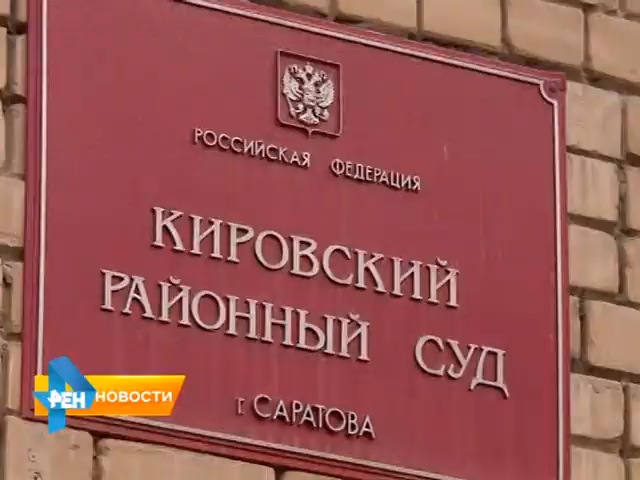 РОССИЙСКАЯ ФЕДЕРАЦИЯ
КИРОВСКИЙ
РАЙОННЫЙ СУД
г. САРАТОВА
РЕН НОВОСТИ